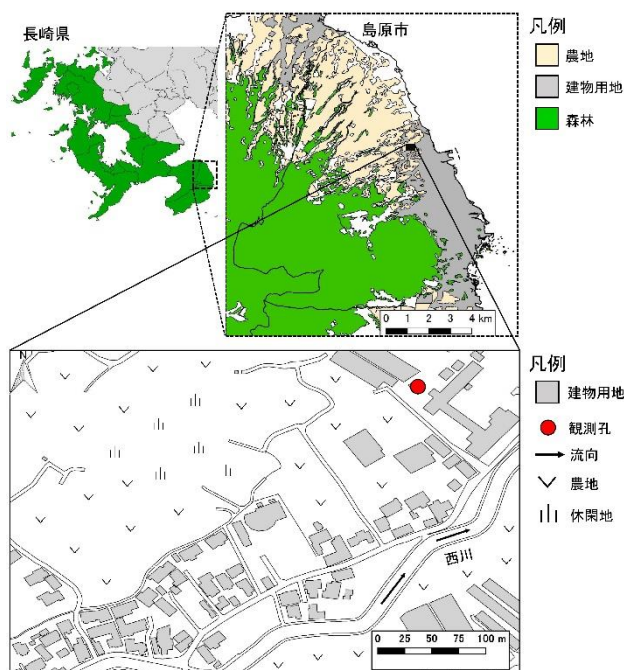 長崎県
島原市
凡例
農地
建物用地
森林
0 1 2 3 4 km
N
凡例
建物用地
観測孔
流向
農地
休閑地
西川
0 25 50 75 100 m